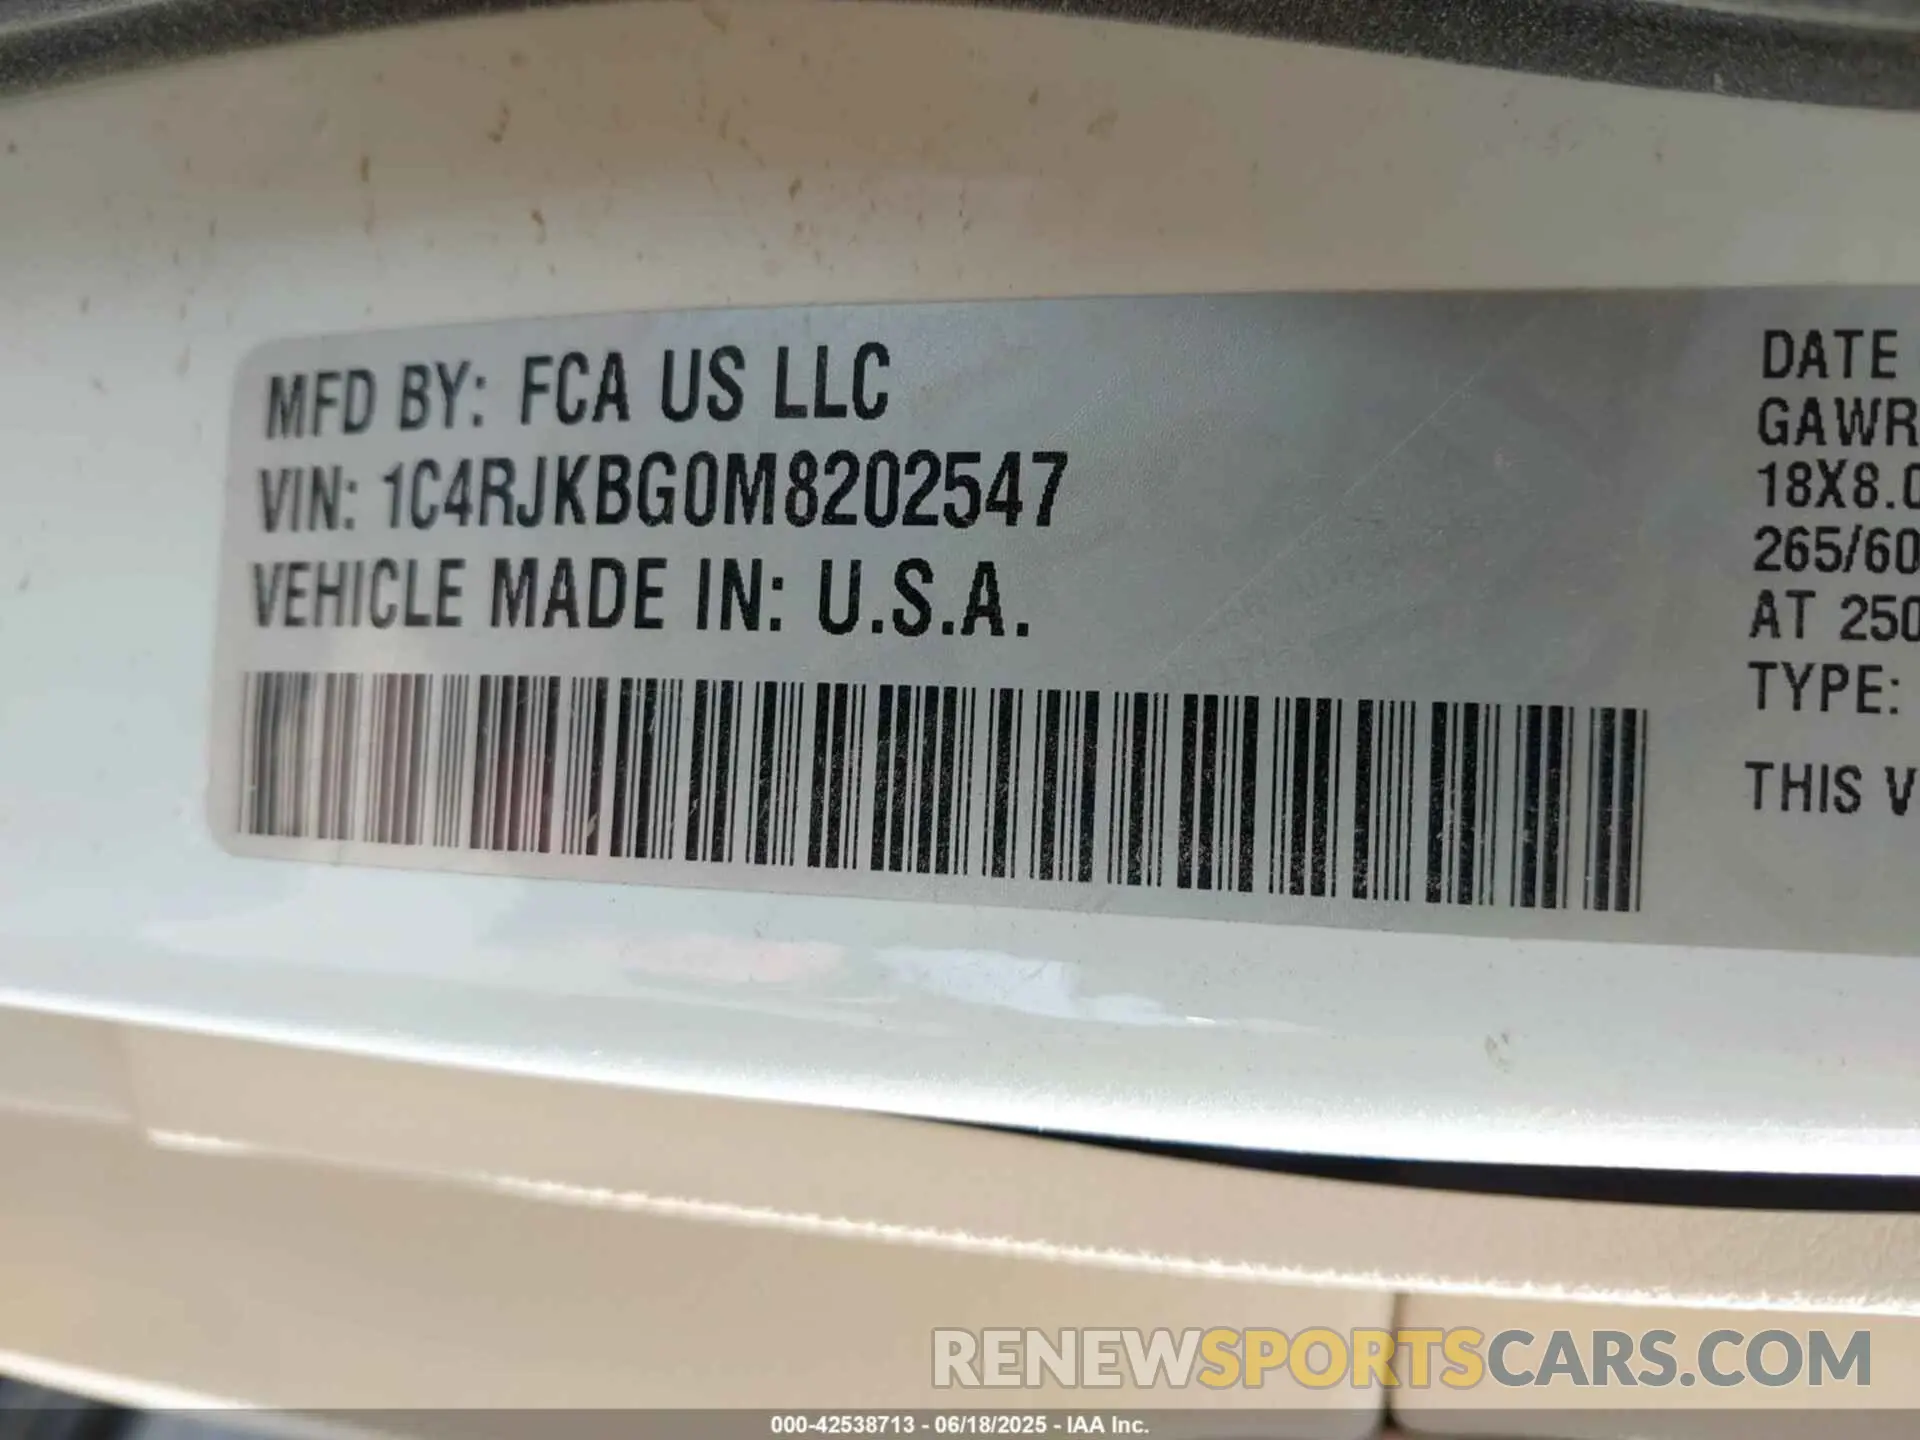 MFD BY: FCA US LLC
VIN: 1C4RJKBG0M8202547
VEHICLE MADE IN: U.S.A.
DATE
GAWR
18X8.0
265/60
AT 250
TYPE:
THIS V
RENEWSPORTSCARS.COM
000-42538713 - 06/18/2025 - IAA Inc.